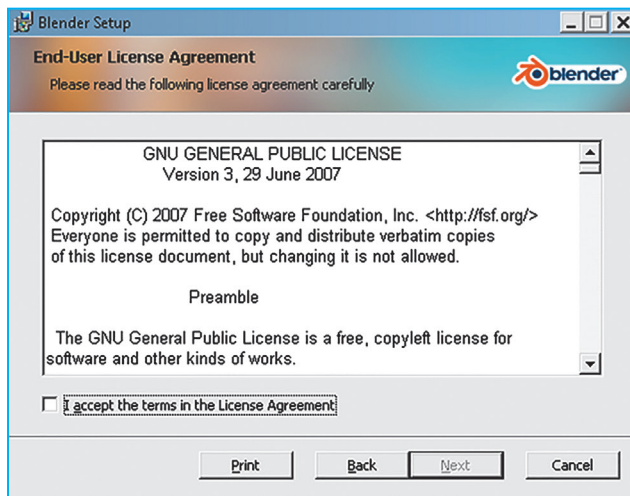 Blender Setup
End-User License Agreement
Please read the following license agreement carefully
blender
GNU GENERAL PUBLIC LICENSE
Version 3, 29 June 2007
Copyright (C) 2007 Free Software Foundation, Inc. <http://fsf.org/>
Everyone is permitted to copy and distribute verbatim copies
of this license document, but changing it is not allowed.
Preamble
The GNU General Public License is a free, copyleft license for
software and other kinds of works.
I accept the terms in the License Agreement
Print Back Next Cancel